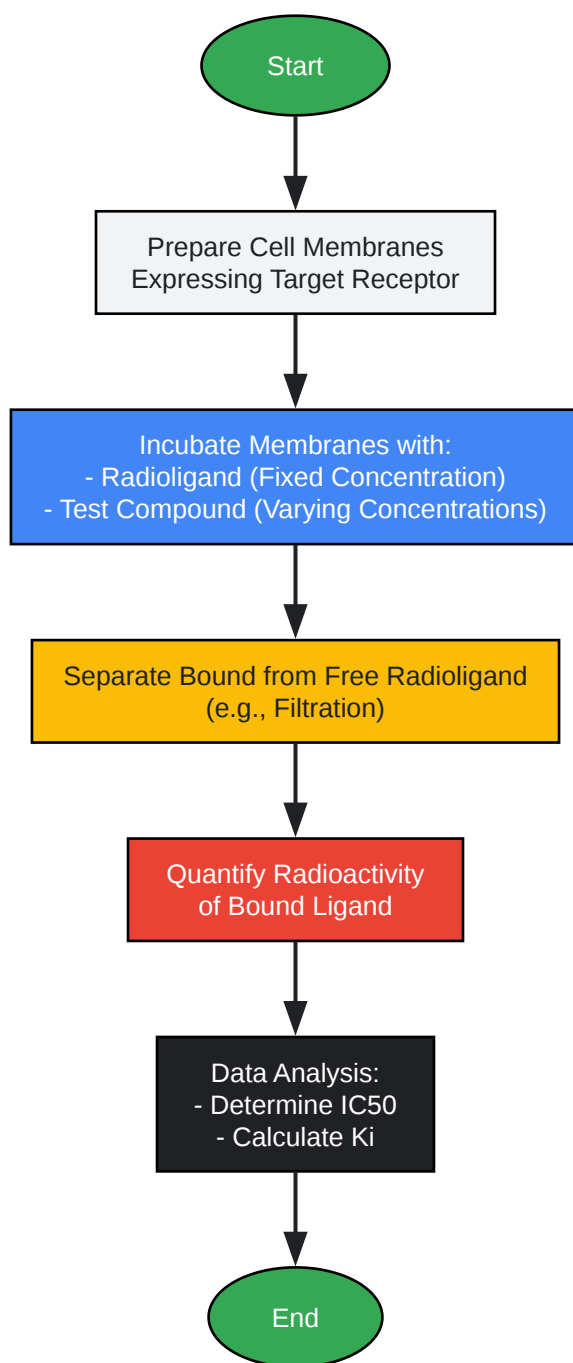 Start
Prepare Cell Membranes
Expressing Target Receptor
Incubate Membranes with:
- Radioligand (Fixed Concentration)
- Test Compound (Varying Concentrations)
Separate Bound from Free Radioligand
(e.g., Filtration)
Quantify Radioactivity
of Bound Ligand
Data Analysis:
- Determine IC50
- Calculate Ki
End